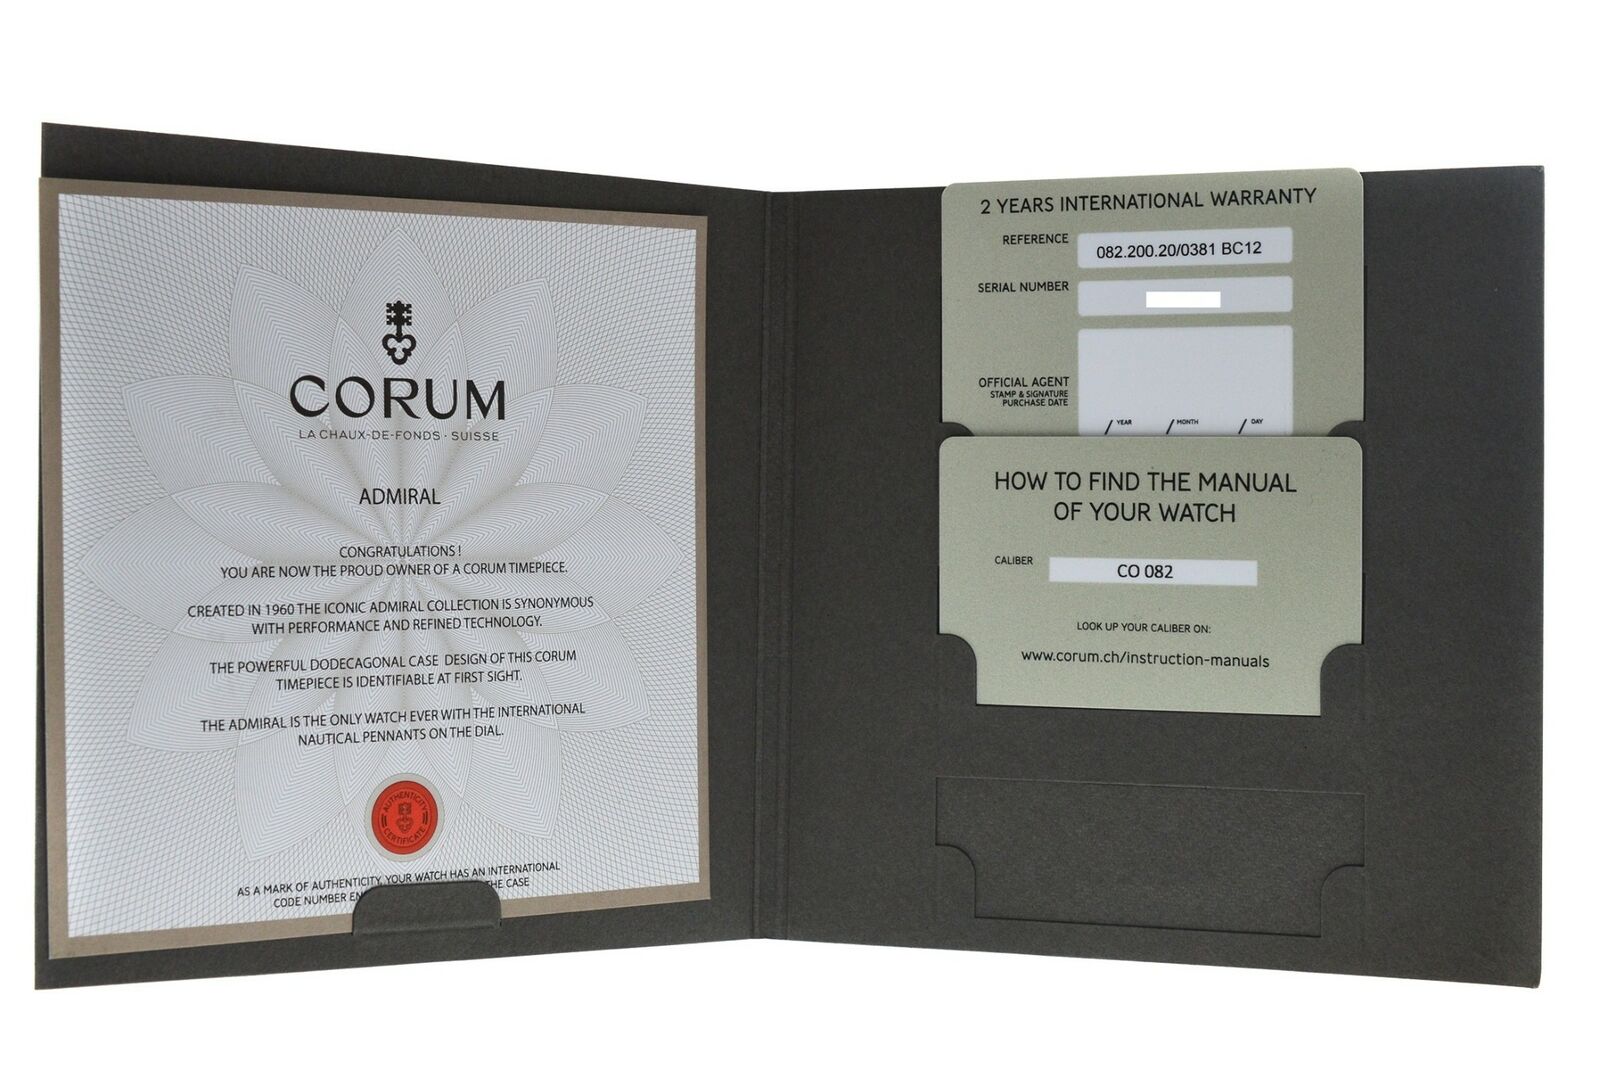 CORUM
LA CHAUX-DE-FONDS · SUISSE
ADMIRAL
CONGRATULATIONS !
YOU ARE NOW THE PROUD OWNER OF A CORUM TIMEPIECE.
CREATED IN 1960 THE ICONIC ADMIRAL COLLECTION IS SYNONYMOUS
WITH PERFORMANCE AND REFINED TECHNOLOGY.
THE POWERFUL DODECAGONAL CASE DESIGN OF THIS CORUM
TIMEPIECE IS IDENTIFIABLE AT FIRST SIGHT.
THE ADMIRAL IS THE ONLY WATCH EVER WITH THE INTERNATIONAL
NAUTICAL PENNANTS ON THE DIAL.
AUTHENTICITY
CERTIFICATE
AS A MARK OF AUTHENTICITY, YOUR WATCH HAS AN INTERNATIONAL
CODE NUMBER CASE
2 YEARS INTERNATIONAL WARRANTY
REFERENCE 082.200.20/0381 BC12
SERIAL NUMBER
OFFICIAL AGENT
STAMP & SIGNATURE
PURCHASE DATE
/ YEAR / MONTH / DAY
HOW TO FIND THE MANUAL
OF YOUR WATCH
CALIBER CO 082
LOOK UP YOUR CALIBER ON:
www.corum.ch/instruction-manuals